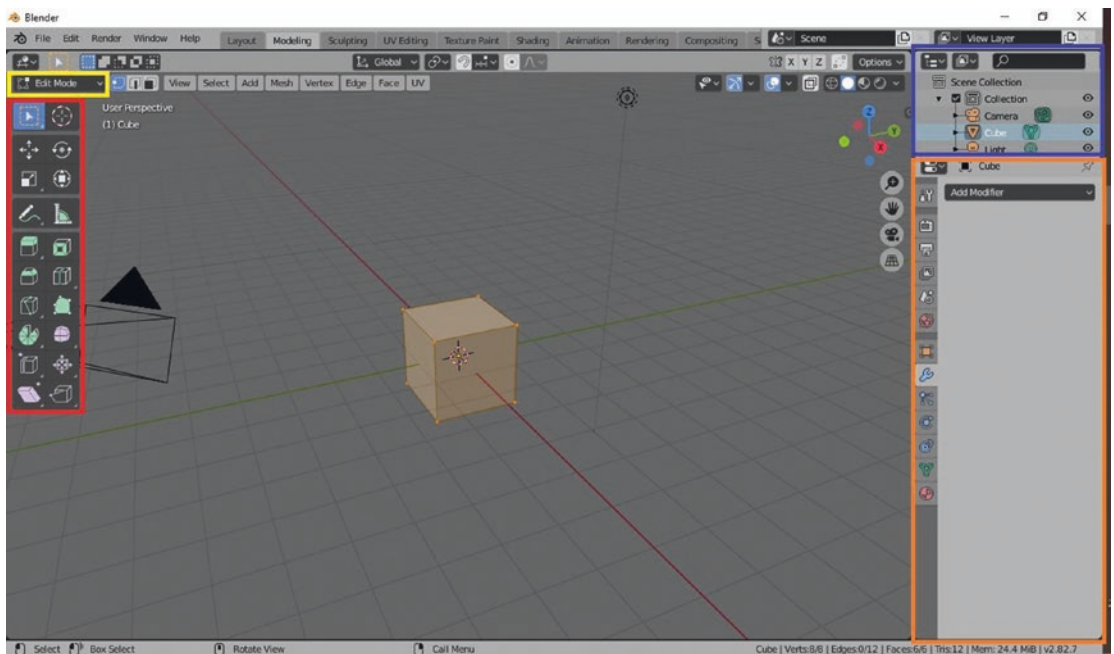 Blender
File Edit Render Window Help Layout Modeling Sculpting UV Editing Texture Paint Shading Animation Rendering Compositing S Scene View Layer
Global X Y Z Options
Edit Mode View Select Add Mesh Vertex Edge Face UV
Scene Collection
Collection
Camera
Cube
Light
User Perspective
(1) Cube
Z
Y
X
Cube
Add Modifier
Select Box Select Rotate View Call Menu Cube | Verts:8/8 | Edges:0/12 | Faces:6/6 | Tris:12 | Mem: 24.4 MiB | v2.82.7